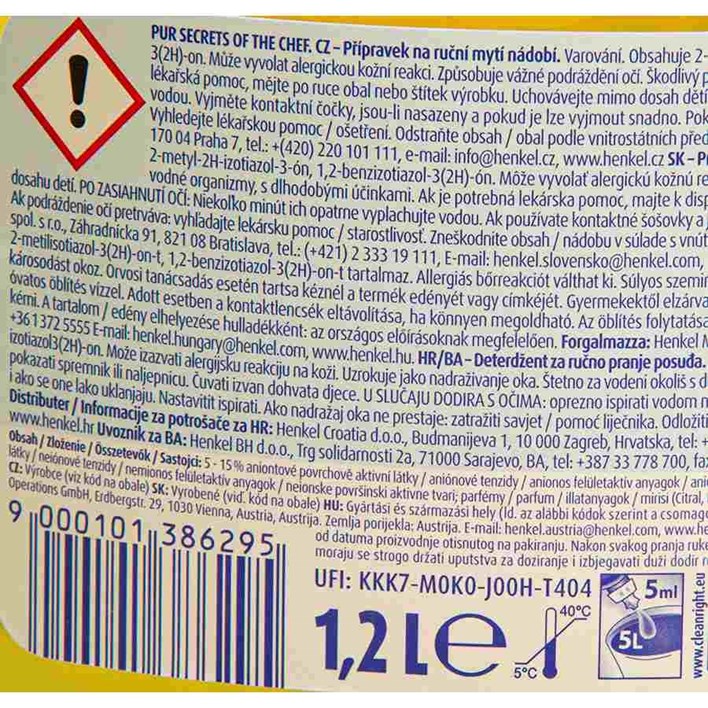 PUR SECRETS OF THE CHEF. CZ – Přípravek na ruční mytí nádobí. Varování. Obsahuje 2-
3(2H)-on. Může vyvolat alergickou kožní reakci. Způsobuje vážné podráždění očí. Škodlivý p
lékařská pomoc, mějte po ruce obal nebo štítek výrobku. Uchovávejte mimo dosah dětí
vodou. Vyjměte kontaktní čočky, jsou-li nasazeny a pokud je lze vyjmout snadno. Pok
Vyhledejte lékařskou pomoc / ošetření. Odstraňte obsah / obal podle vnitrostátních před
170 04 Praha 7, tel.: +(420) 220 101 111, e-mail: info@henkel.cz, www.henkel.cz SK – P
2-metyl-2H-izotiazol-3-ón, 1,2-benzizotiazol-3(2H)-ón. Môže vyvolať alergickú kožnú re
vodné organizmy, s dlhodobými účinkami. Ak je potrebná lekárska pomoc, majte k disp
dosahu detí. PO ZASIAHNUTÍ OČÍ: Niekoľko minút ich opatrne vyplachujte vodou. Ak používate kontaktné šošovky a
Ak podráždenie očí pretrváva: vyhľadajte lekársku pomoc / starostlivosť. Zneškodnite obsah / nádobu v súlade s vnút
spol. s r.o., Záhradnícka 91, 821 08 Bratislava, tel.: (+421) 2 333 19 111, E-mail: henkel.slovensko@henkel.com,
2-metilisotiazol-3(2H)-on-t, 1,2-benzizotiazol-3(2H)-on-t tartalmaz. Allergiás bőrreakciót válthat ki. Súlyos szemir
károsodást okoz. Orvosi tanácsadás esetén tartsa kéznél a termék edényét vagy címkéjét. Gyermekektől elzárva
óvatos öblítés vízzel. Adott esetben a kontaktlencsék eltávolítása, ha könnyen megoldható. Az öblítés folytatása
kérni. A tartalom / edény elhelyezése hulladékként: az országos előírásoknak megfelelően. Forgalmazza: Henkel M
+36 1 372 5555 E-mail: henkel.hungary@henkel.com, www.henkel.hu. HR/BA – Deterdžent za ručno pranje posuđa.
izotiazol3(2H)-on. Može izazvati alergijsku reakciju na koži. Uzrokuje jako nadraživanje oka. Štetno za vodeni okoliš s d
pokazati spremnik ili naljepnicu. Čuvati izvan dohvata djece. U SLUČAJU DODIRA S OČIMA: oprezno ispirati vodom n
i ako se one lako uklanjaju. Nastaviti ispirati. Ako nadražaj oka ne prestaje: zatražiti savjet / pomoć liječnika. Odložiti
Distributer / Informacije za potrošače za HR: Henkel Croatia d.o.o., Budmanijeva 1, 10 000 Zagreb, Hrvatska, tel: +
www.henkel.hr Uvoznik za BA: Henkel BH d.o.o., Trg solidarnosti 2a, 71000 Sarajevo, BA, tel: +387 33 778 700, fa
Obsah / Zloženie / Összetevők / Sastojci: 5 - 15% aniontové povrchově aktivní látky / aniónové tenzidy / anionos felületaktív anyagok / ani
látky / neiónové tenzidy / nemionos felületaktív anyagok / neionske površinski aktivne tvari; parfémy / parfum / illatanyagok / mirisi (Citral,
CZ: Výrobce (viz kód na obale) SK: Vyrobené (viď. kód na obale) HU: Gyártási és származási hely (ld. az alábbi kódok szerint a csomago
Operations GmbH, Erdbergstr. 29, 1030 Vienna, Austria, Austrija. Zemlja porijekla: Austrija. E-mail: henkel.austria@henkel.com, www.he
od datuma proizvodnje otisnutog na pakiranju. Nakon svakog pranja ruke
moraju se strogo držati uputstva za doziranje i izbjegavati duži dodir
9 000101 386295
UFI: KKK7-M0K0-J00H-T404
1,2 L e
40°C
5°C
5ml
5L
www.cleanright.eu